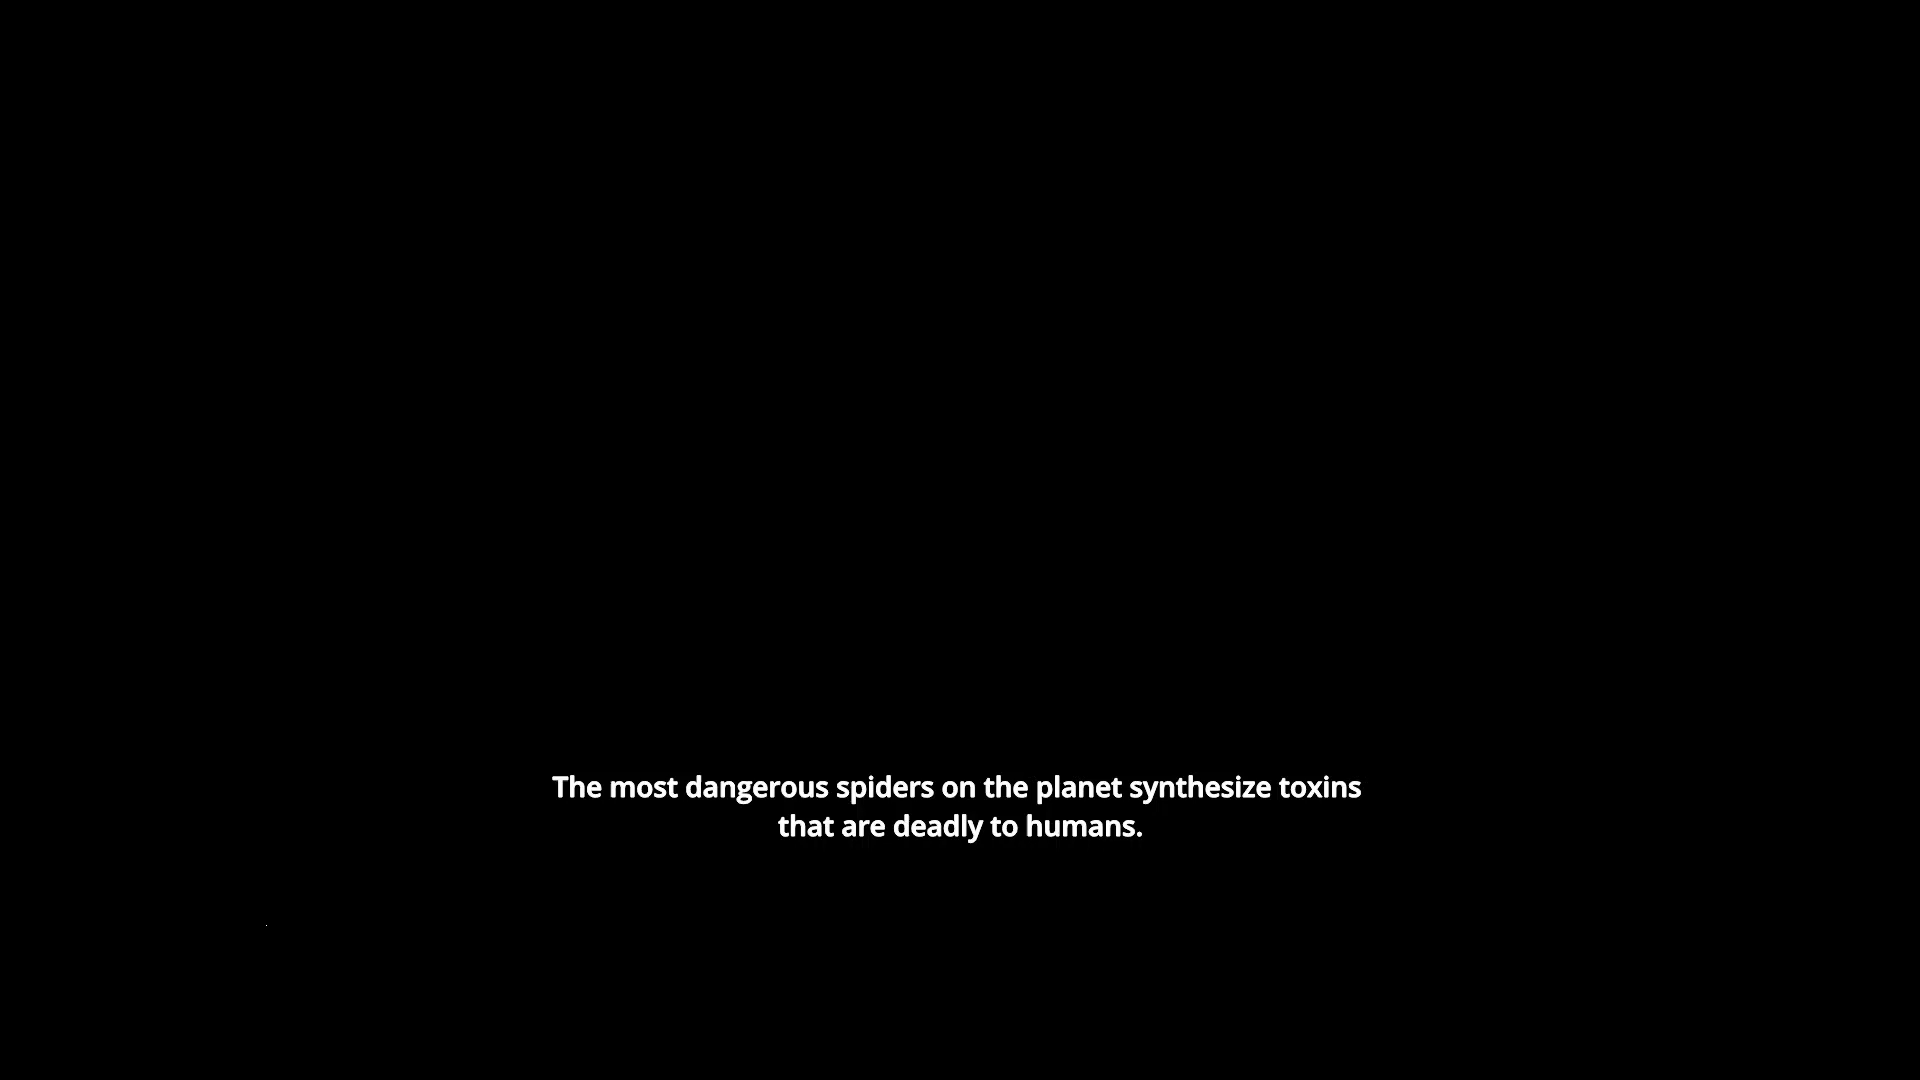 The most dangerous spiders on the planet synthesize toxins
that are deadly to humans.